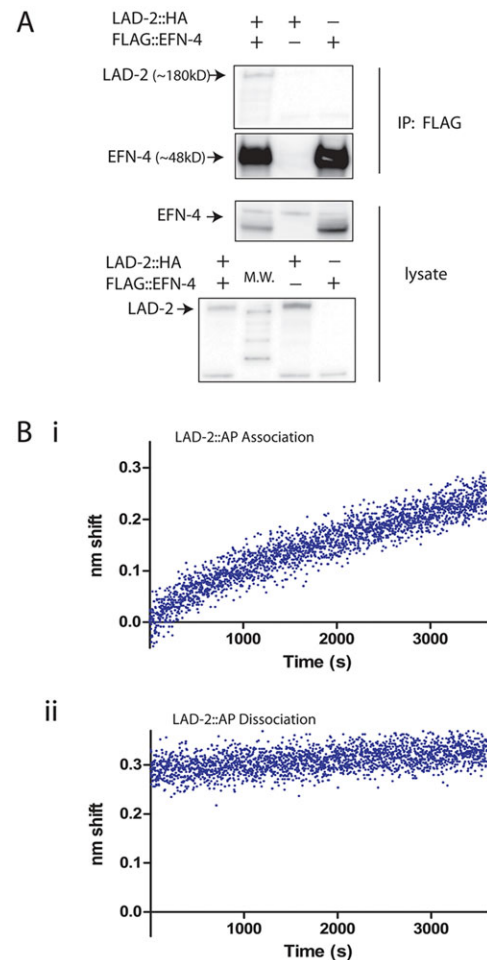 A
LAD-2::HA + + –
FLAG::EFN-4 + – +
LAD-2 (~180kD)
EFN-4 (~48kD)
IP: FLAG
EFN-4
LAD-2::HA + + –
FLAG::EFN-4 + M.W. – +
LAD-2
lysate
B i
LAD-2::AP Association
nm shift
0.3
0.2
0.1
0.0
1000 2000 3000
Time (s)
ii
LAD-2::AP Dissociation
nm shift
0.3
0.2
0.1
0.0
0 1000 2000 3000
Time (s)